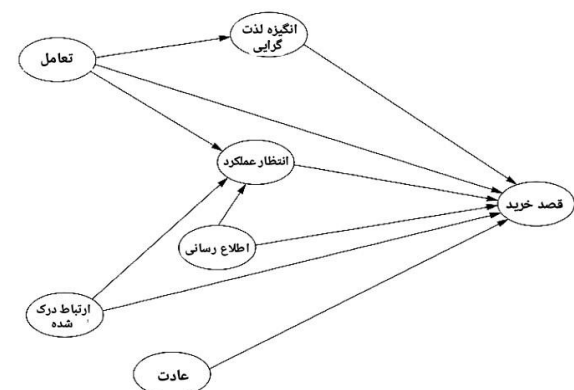 انگیزه لذت
گرایی
تعامل
انتظار عملکرد
قصد خرید
اطلاع رسانی
ارتباط درک
شده
عادت